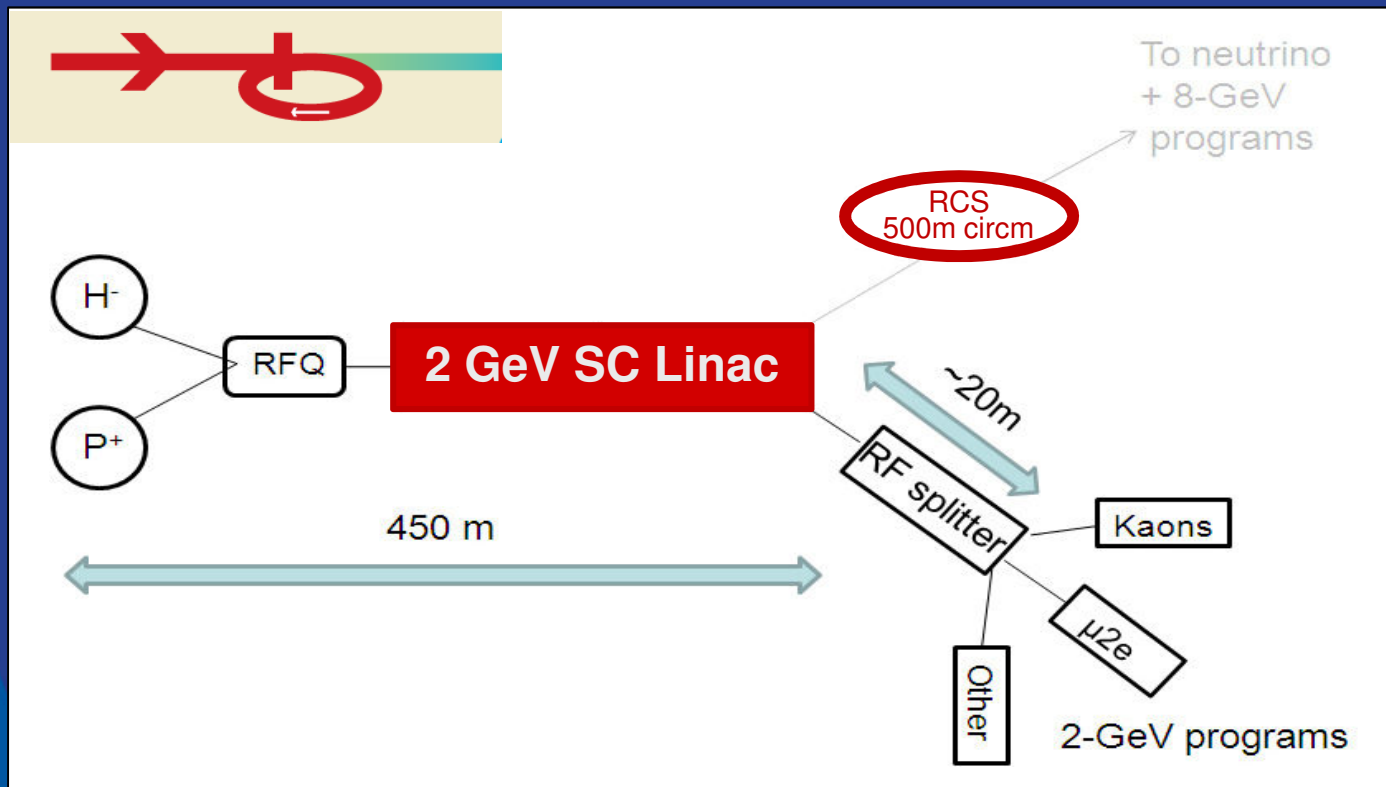 To neutrino
+ 8-GeV
programs
RCS
500m circm
H-
RFQ
2 GeV SC Linac
P+
~20m
RF splitter
450 m
Kaons
μ2e
Other
2-GeV programs